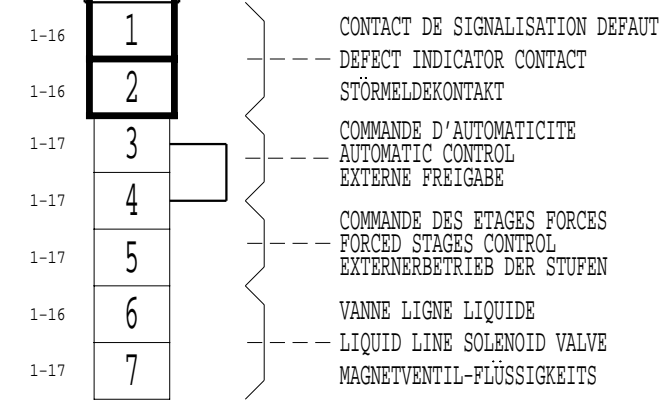 1-16 1 CONTACT DE SIGNALISATION DEFAUT
DEFECT INDICATOR CONTACT
1-16 2 STÖRMELDEKONTAKT
1-17 3 COMMANDE D'AUTOMATICITE
AUTOMATIC CONTROL
EXTERNE FREIGABE
1-17 4
COMMANDE DES ETAGES FORCES
FORCED STAGES CONTROL
1-17 5 EXTERNERBETRIEB DER STUFEN
1-16 6 VANNE LIGNE LIQUIDE
LIQUID LINE SOLENOID VALVE
1-17 7 MAGNETVENTIL-FLÜSSIGKEITS